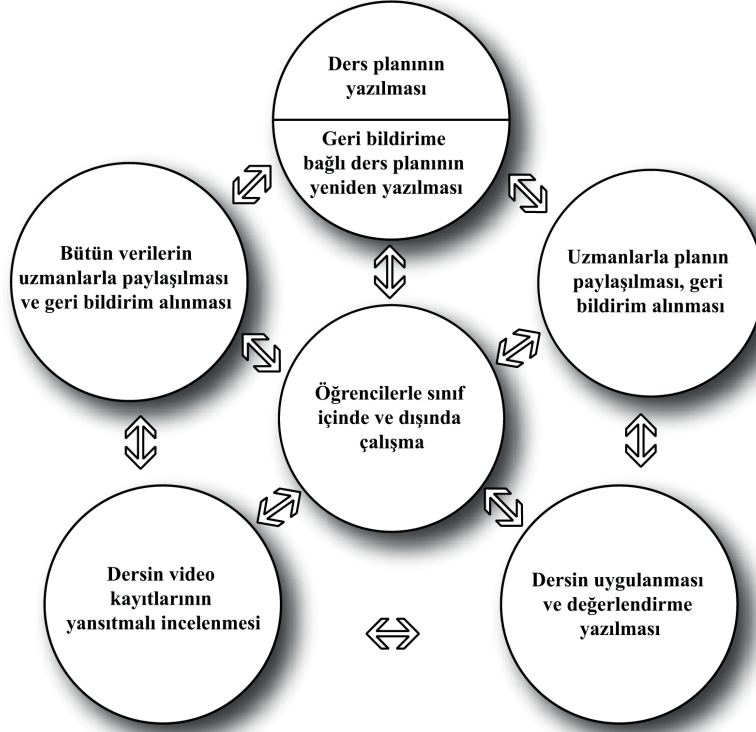 Ders planının
yazılması
Geri bildirime
bağlı ders planının
yeniden yazılması
Bütün verilerin
uzmanlarla paylaşılması
ve geri bildirim alınması
Uzmanlarla planın
paylaşılması, geri
bildirim alınması
Öğrencilerle sınıf
içinde ve dışında
çalışma
Dersin video
kayıtlarının
yansıtmalı incelenmesi
Dersin uygulanması
ve değerlendirme
yazılması